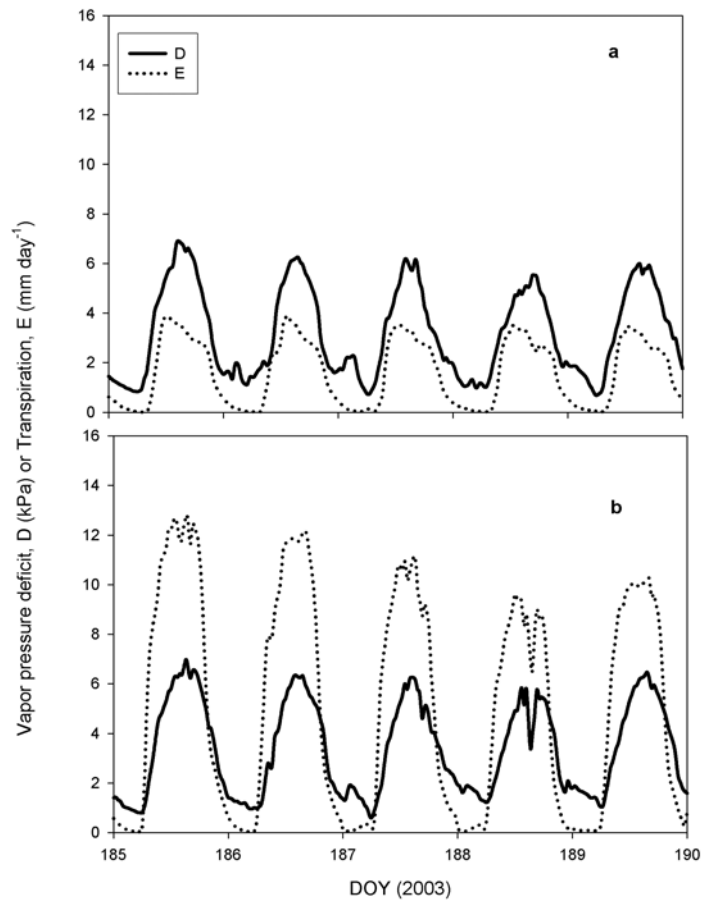 16
14
12
10
8
6
4
2
0
D
E
a
16
14
12
10
8
6
4
2
0
b
185 186 187 188 189 190
DOY (2003)
Vapor pressure deficit, D (kPa) or Transpiration, E (mm day⁻¹)